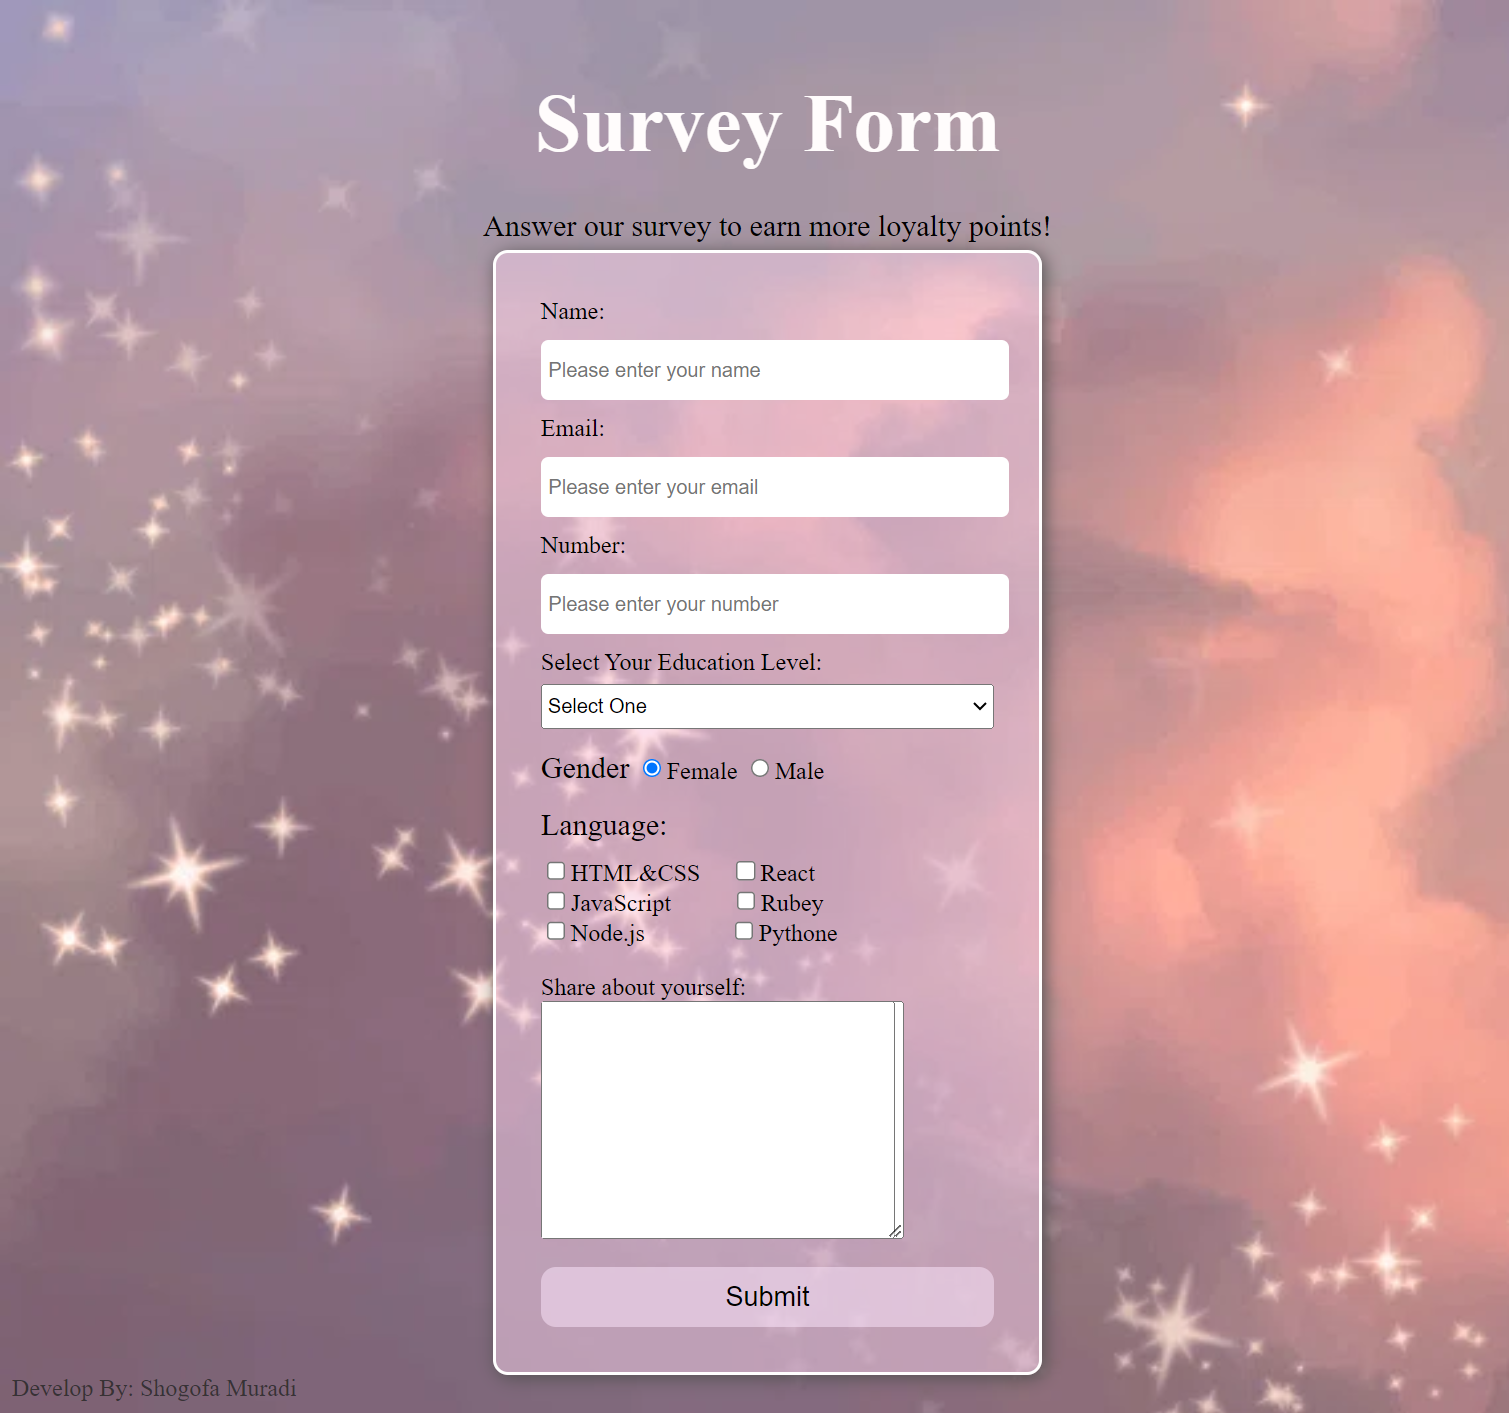 Survey Form
Answer our survey to earn more loyalty points!
Name:
Please enter your name
Email:
Please enter your email
Number:
Please enter your number
Select Your Education Level:
Select One
Gender Female Male
Language:
HTML&CSS React
JavaScript Rubey
Node.js Pythone
Share about yourself:
Submit
Develop By: Shogofa Muradi